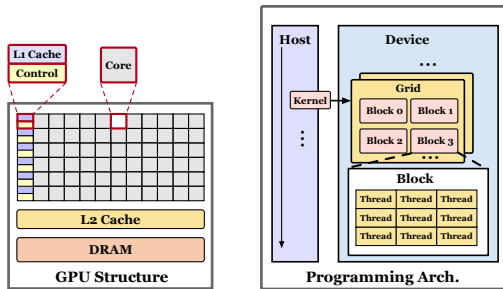 L1 Cache
Control
Core
L2 Cache
DRAM
GPU Structure
Host
Device
...
Kernel
Grid
Block 0
Block 1
Block 2
Block 3
...
...
Block
Thread Thread Thread
Thread Thread Thread
Thread Thread Thread
Programming Arch.